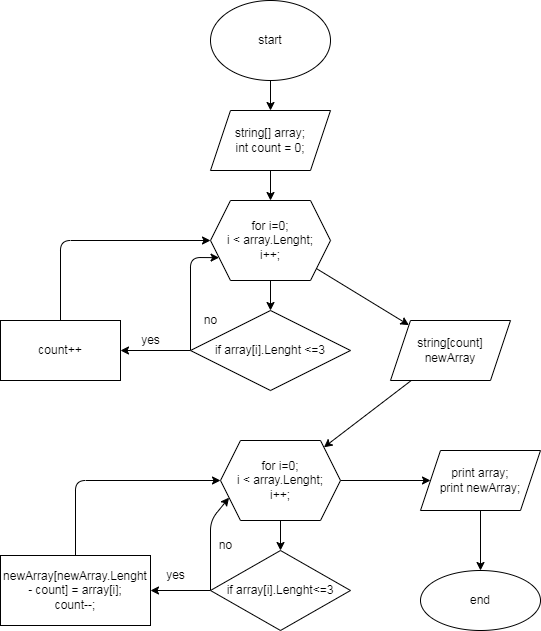 start
string[] array;
int count = 0;
for i=0;
i < array.Lenght;
i++;
no
yes
count++
if array[i].Lenght <=3
string[count]
newArray
for i=0;
i < array.Lenght;
i++;
print array;
print newArray;
no
yes
newArray[newArray.Lenght
- count] = array[i];
count--;
if array[i].Lenght<=3
end